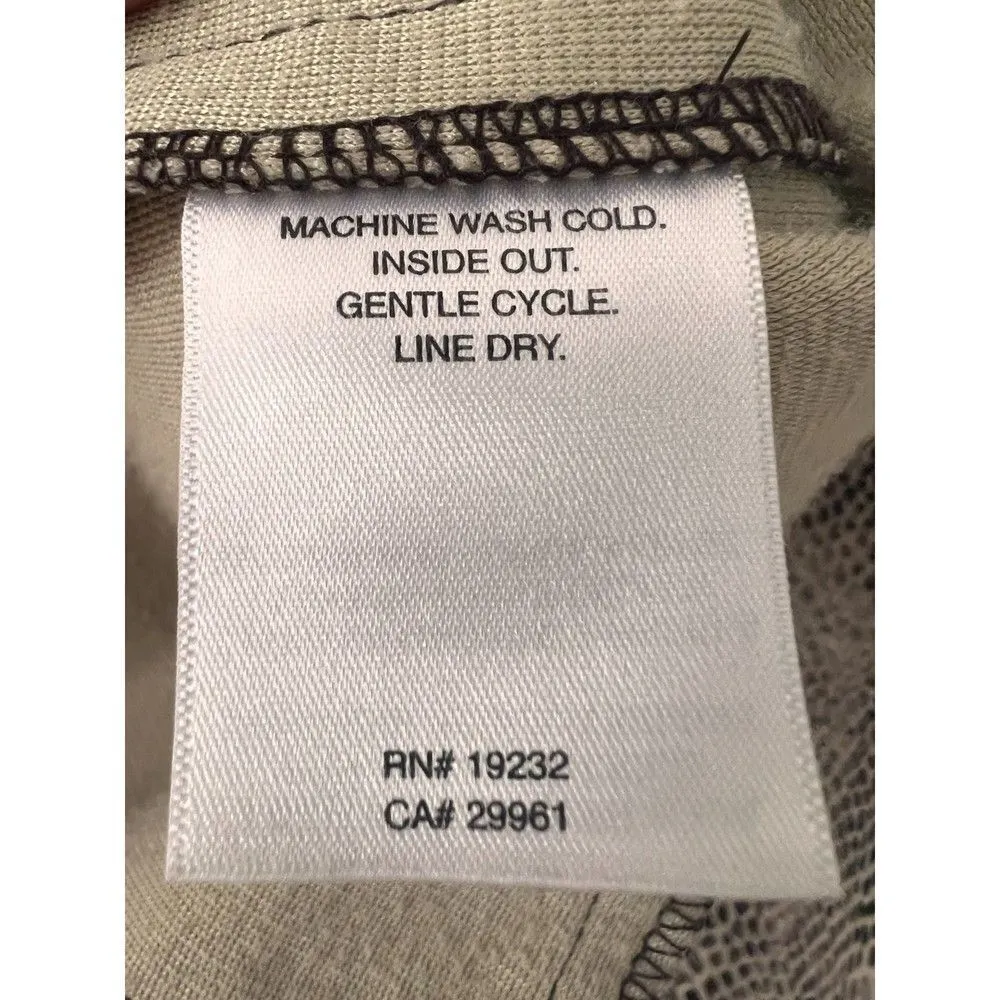 MACHINE WASH COLD.
INSIDE OUT.
GENTLE CYCLE.
LINE DRY.
RN# 19232
CA# 29961